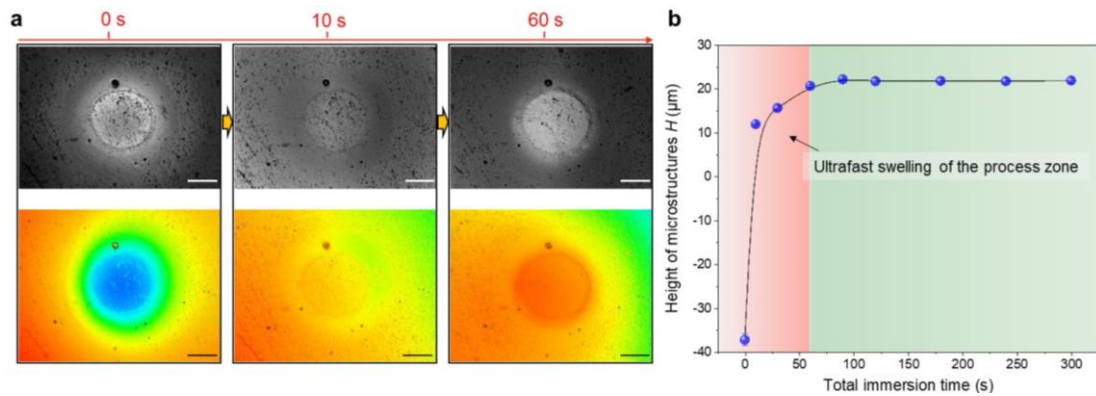 a
0 s 10 s 60 s
b
Height of microstructures H (μm)
30
20
10
0
-10
-20
-30
-40
Ultrafast swelling of the process zone
0 50 100 150 200 250 300
Total immersion time (s)